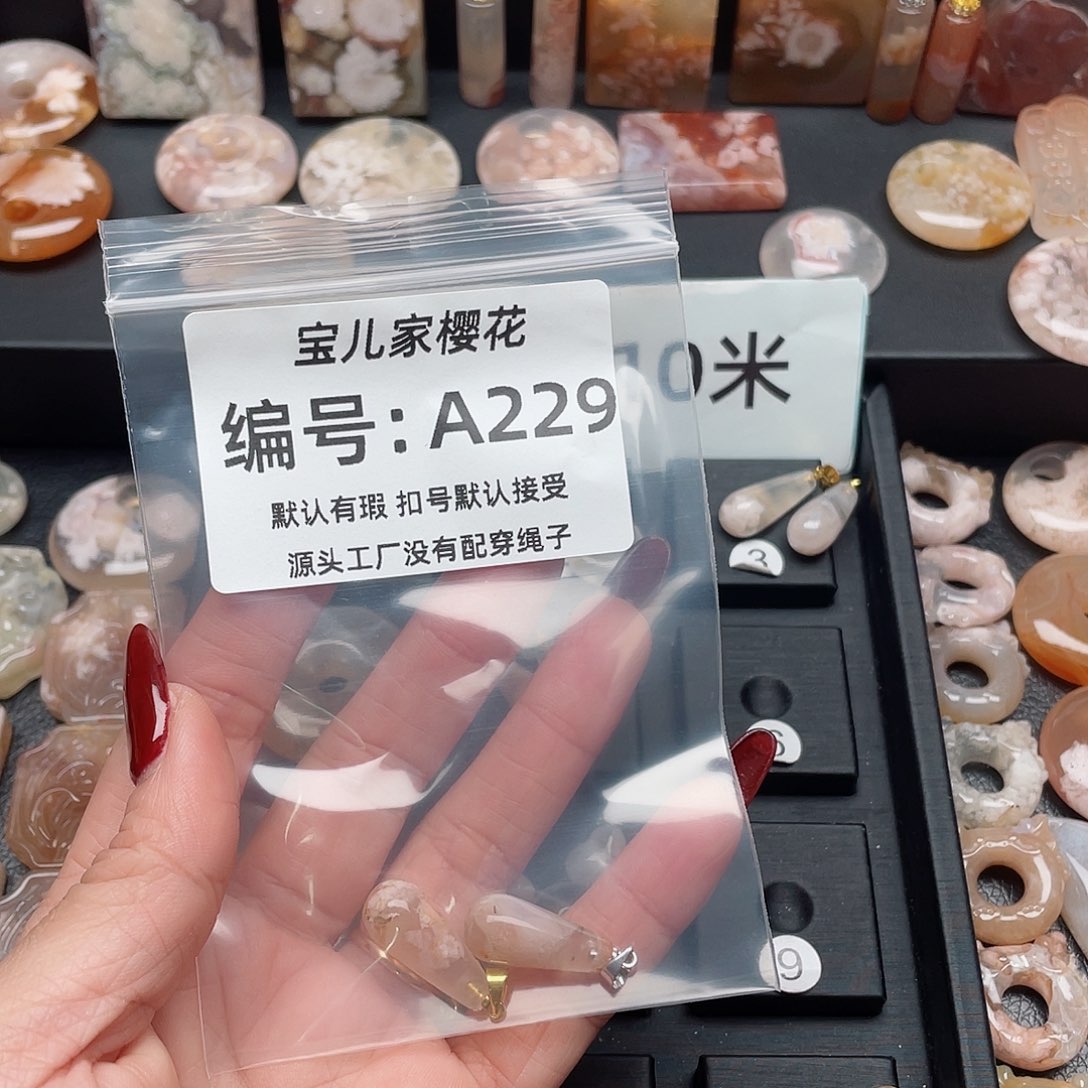 宝儿家樱花
编号：A229
默认有瑕 扣号默认接受
源头工厂没有配穿绳子
10米
3
6
9